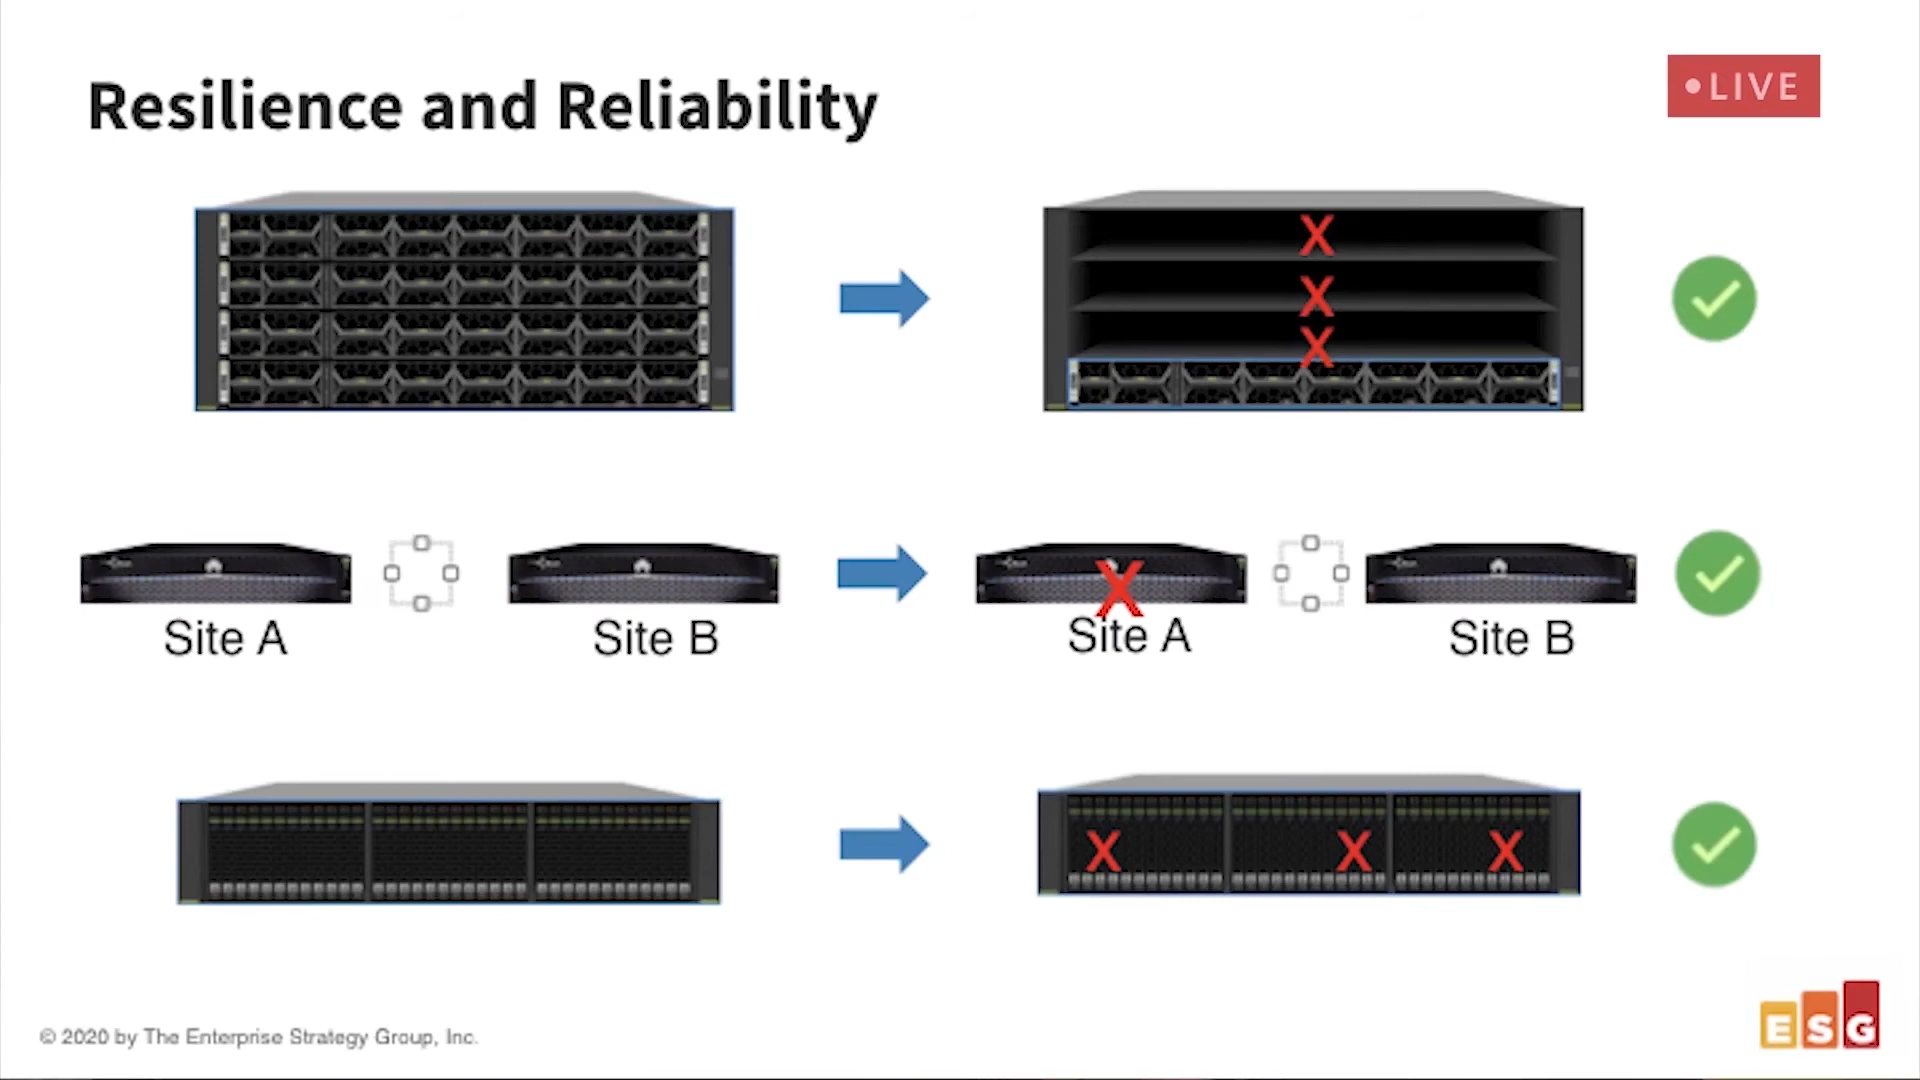 Resilience and Reliability
• LIVE
X
X
X
X
Site A
Site B
Site A
Site B
X
X
X
© 2020 by The Enterprise Strategy Group, Inc.
ESG